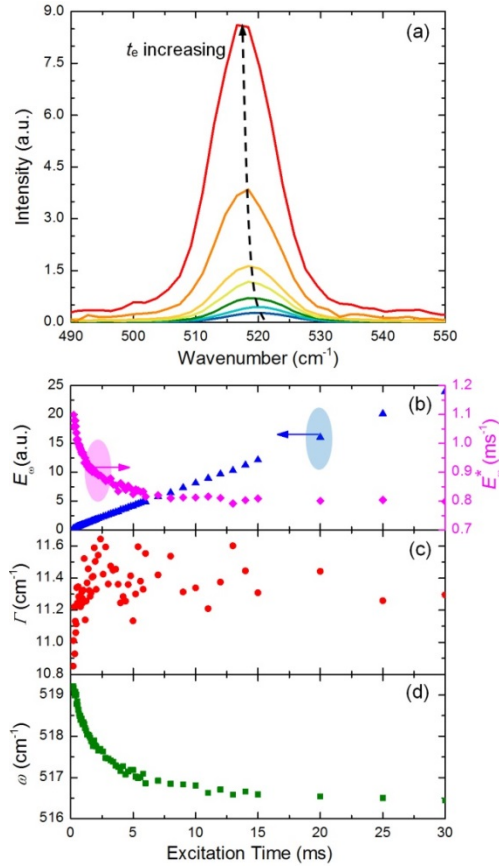 (a)
tₑ increasing
9.0
7.5
6.0
4.5
3.0
1.5
0.0
Intensity (a.u.)
490 500 510 520 530 540 550
Wavenumber (cm⁻¹)
(b)
25
20
15
10
5
0
E_ω (a.u.)
1.2
1.1
1.0
0.9
0.8
0.7
(ms⁻¹)
(c)
11.6
11.4
11.2
11.0
10.8
Γ (cm⁻¹)
(d)
519
518
517
516
ω (cm⁻¹)
0 5 10 15 20 25 30
Excitation Time (ms)